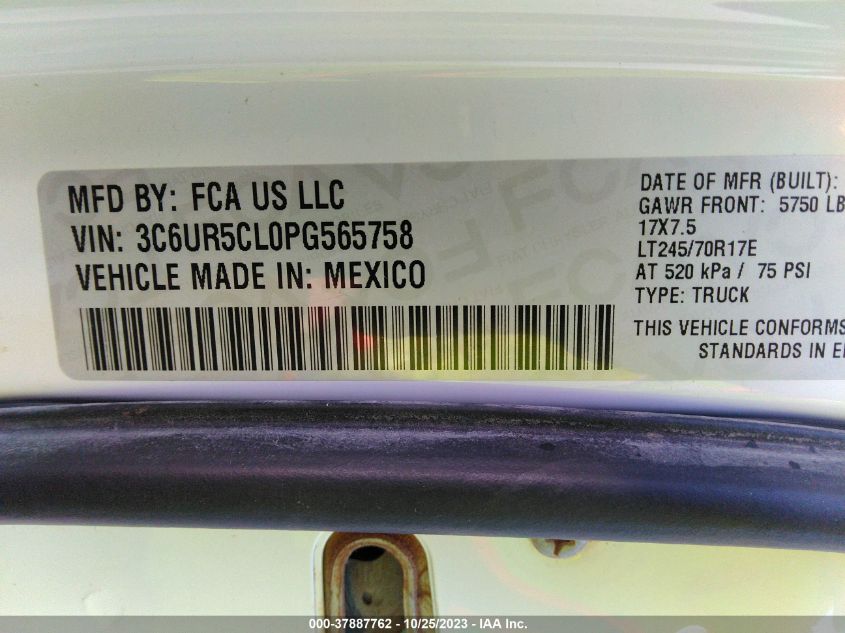 MFD BY: FCA US LLC
VIN: 3C6UR5CL0PG565758
VEHICLE MADE IN: MEXICO
DATE OF MFR (BUILT):
GAWR FRONT: 5750 LB
17X7.5
LT245/70R17E
AT 520 kPa / 75 PSI
TYPE: TRUCK
THIS VEHICLE CONFORMS
STANDARDS IN
000-37887762 - 10/25/2023 - IAA Inc.